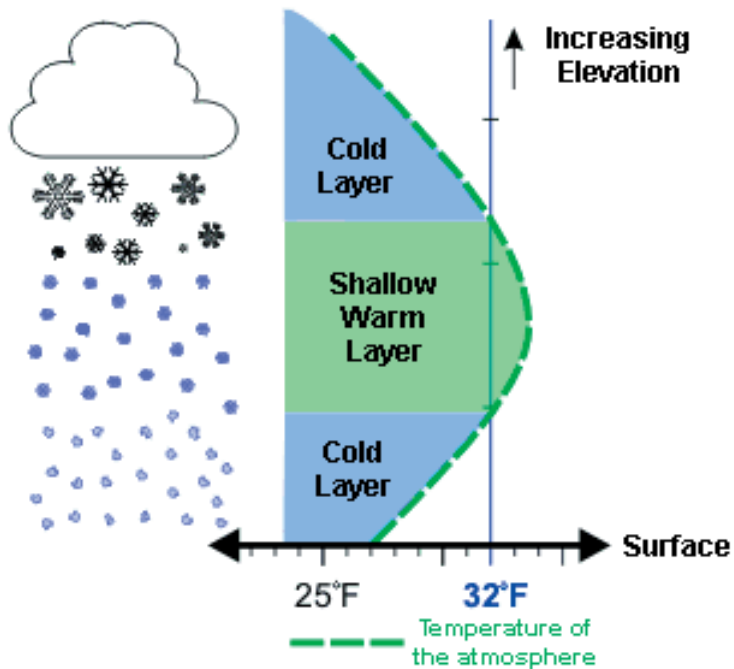 Increasing
Elevation
Cold
Layer
Shallow
Warm
Layer
Cold
Layer
Surface
25°F
32°F
Temperature of
the atmosphere